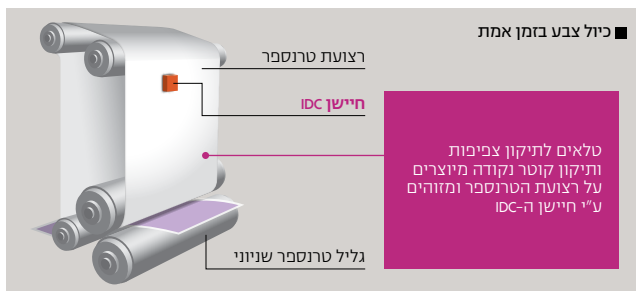 כיול צבע בזמן אמת
רצועת טרנספר
חיישן IDC
טלאים לתיקון צפיפות
ותיקון קוטר נקודה מיוצרים
על רצועת הטרנספר ומזוהים
ע"י חיישן ה-IDC
גליל טרנספר שניוני